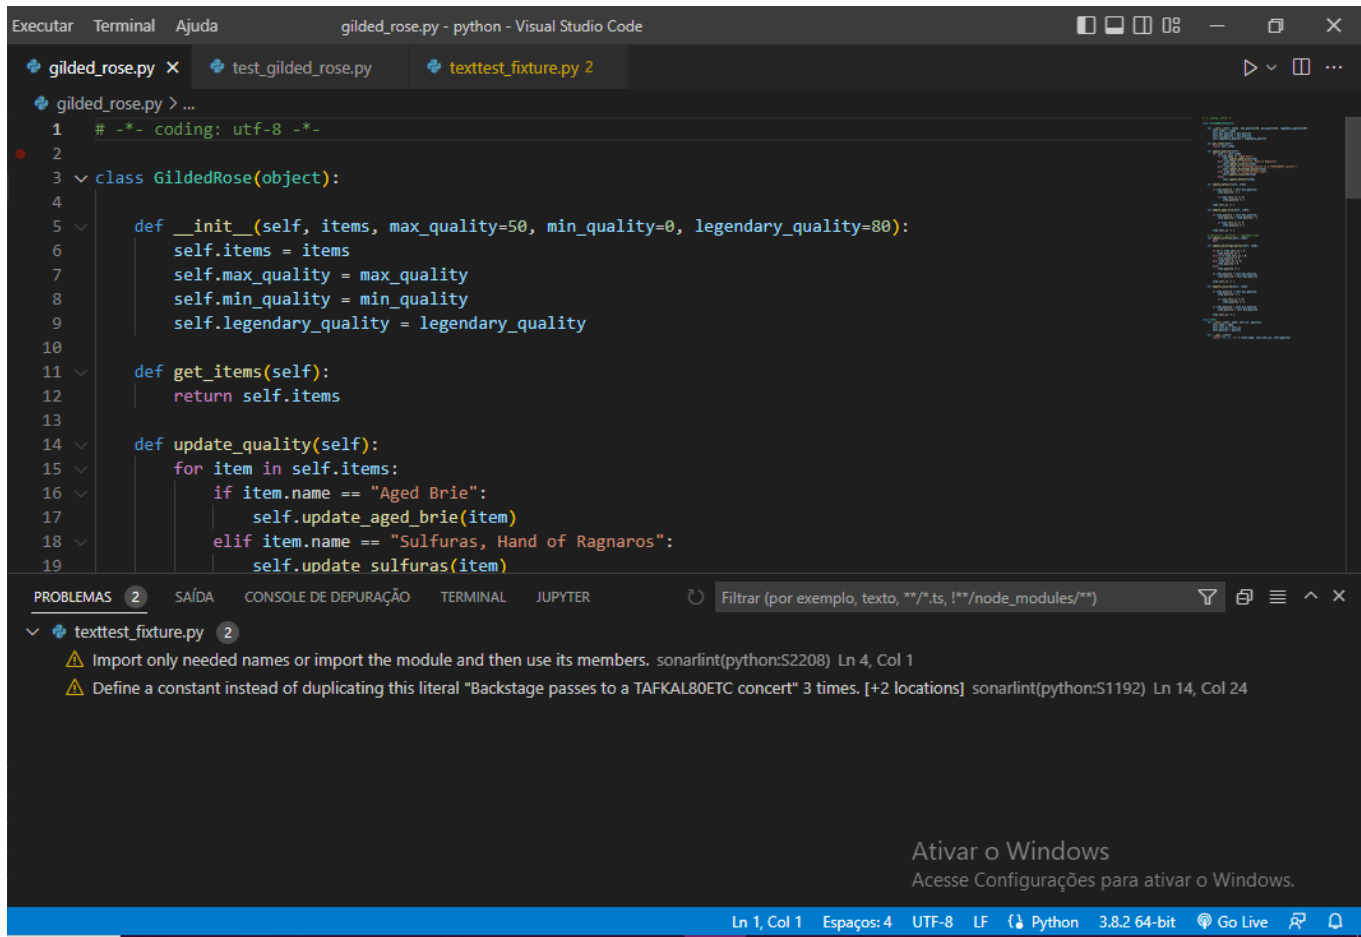 Executar Terminal Ajuda gilded_rose.py - python - Visual Studio Code
gilded_rose.py test_gilded_rose.py texttest_fixture.py 2
gilded_rose.py > ...
1 # -*- coding: utf-8 -*-
2
3 class GildedRose(object):
4
5 def __init__(self, items, max_quality=50, min_quality=0, legendary_quality=80):
6 self.items = items
7 self.max_quality = max_quality
8 self.min_quality = min_quality
9 self.legendary_quality = legendary_quality
10
11 def get_items(self):
12 return self.items
13
14 def update_quality(self):
15 for item in self.items:
16 if item.name == "Aged Brie":
17 self.update_aged_brie(item)
18 elif item.name == "Sulfuras, Hand of Ragnaros":
19 self.update_sulfuras(item)
PROBLEMAS 2 SAÍDA CONSOLE DE DEPURAÇÃO TERMINAL JUPYTER Filtrar (por exemplo, texto, **/*.ts, !**/node_modules/**)
texttest_fixture.py 2
Import only needed names or import the module and then use its members. sonarlint(python:S2208) Ln 4, Col 1
Define a constant instead of duplicating this literal "Backstage passes to a TAFKAL80ETC concert" 3 times. [+2 locations] sonarlint(python:S1192) Ln 14, Col 24
Ativar o Windows
Acesse Configurações para ativar o Windows.
Ln 1, Col 1 Espaços: 4 UTF-8 LF Python 3.8.2 64-bit Go Live